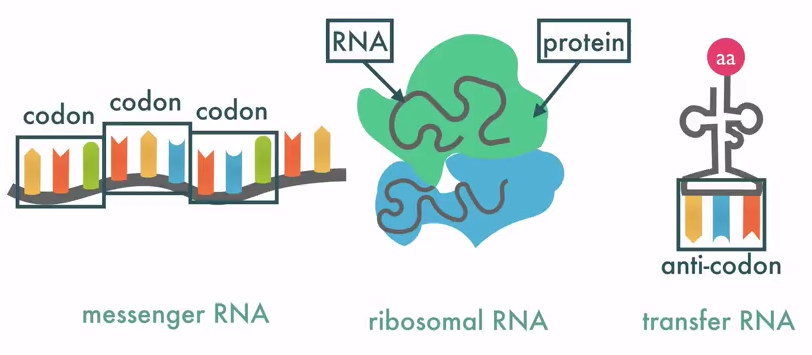 codon
codon
codon
RNA
protein
aa
anti-codon
messenger RNA
ribosomal RNA
transfer RNA